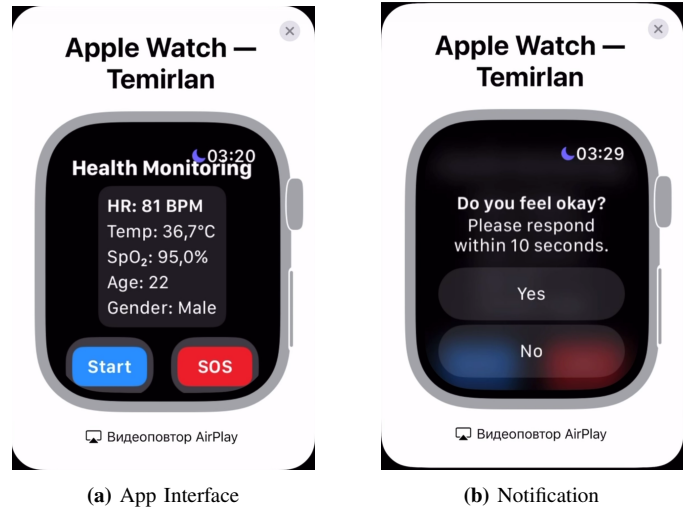 Apple Watch —
Temirlan
03:20
Health Monitoring
HR: 81 BPM
Temp: 36,7°C
SpO₂: 95,0%
Age: 22
Gender: Male
Start
SOS
Видеоповтор AirPlay
(a) App Interface
Apple Watch —
Temirlan
03:29
Do you feel okay?
Please respond
within 10 seconds.
Yes
No
Видеоповтор AirPlay
(b) Notification